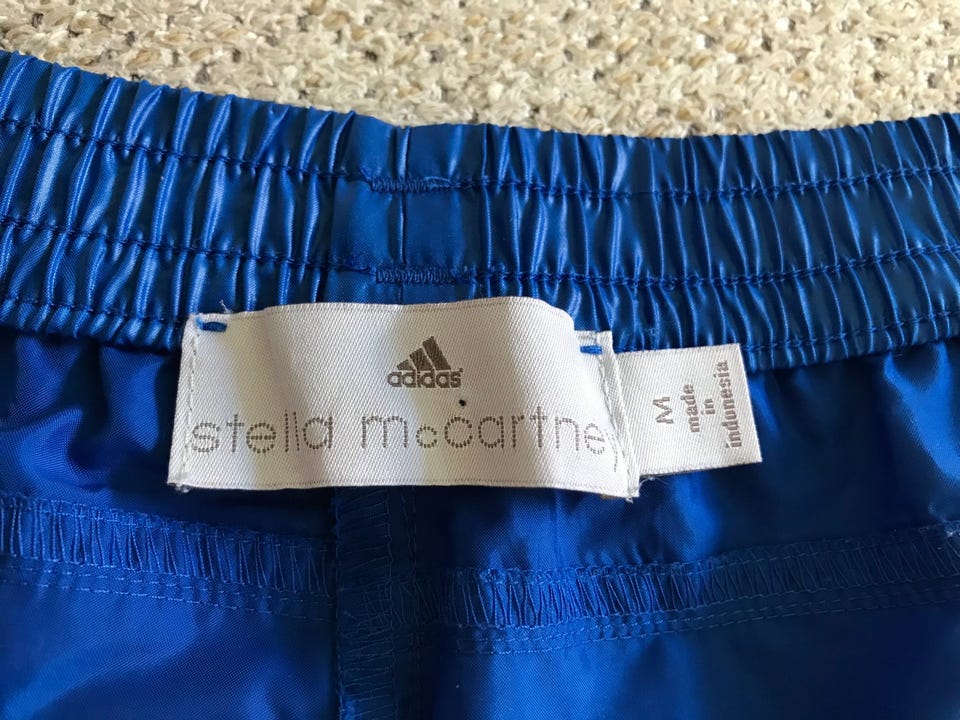 adidas
stella mccartney
M
made
in
indonesia